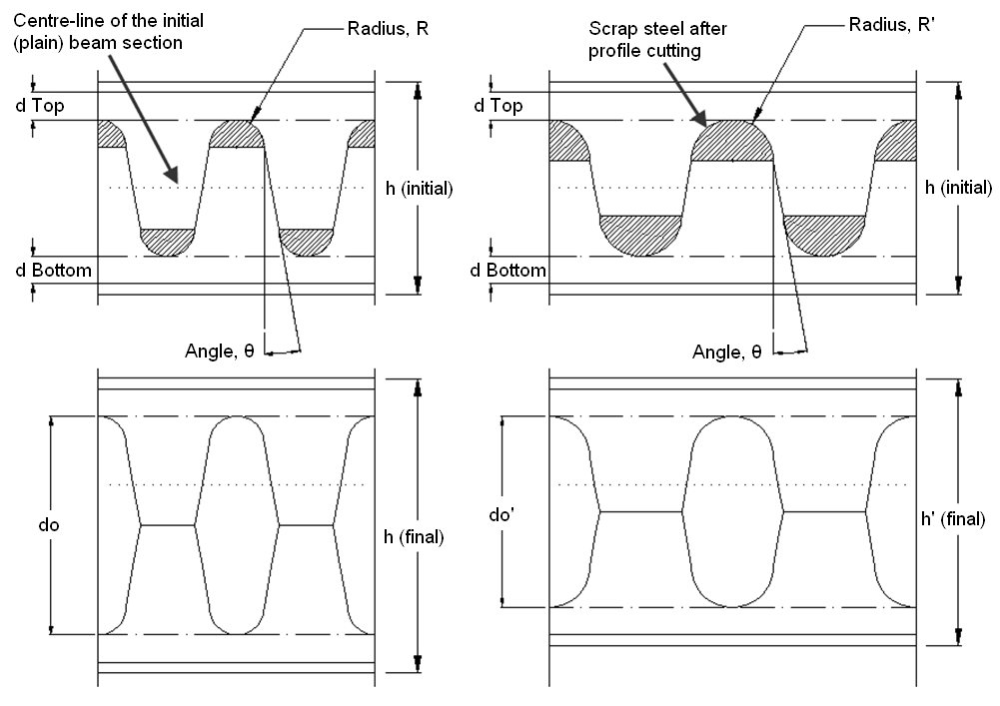 Centre-line of the initial
(plain) beam section
Radius, R
d Top
h (initial)
d Bottom
Angle, θ
Scrap steel after
profile cutting
Radius, R'
d Top
h (initial)
d Bottom
Angle, θ
do
h (final)
do'
h' (final)